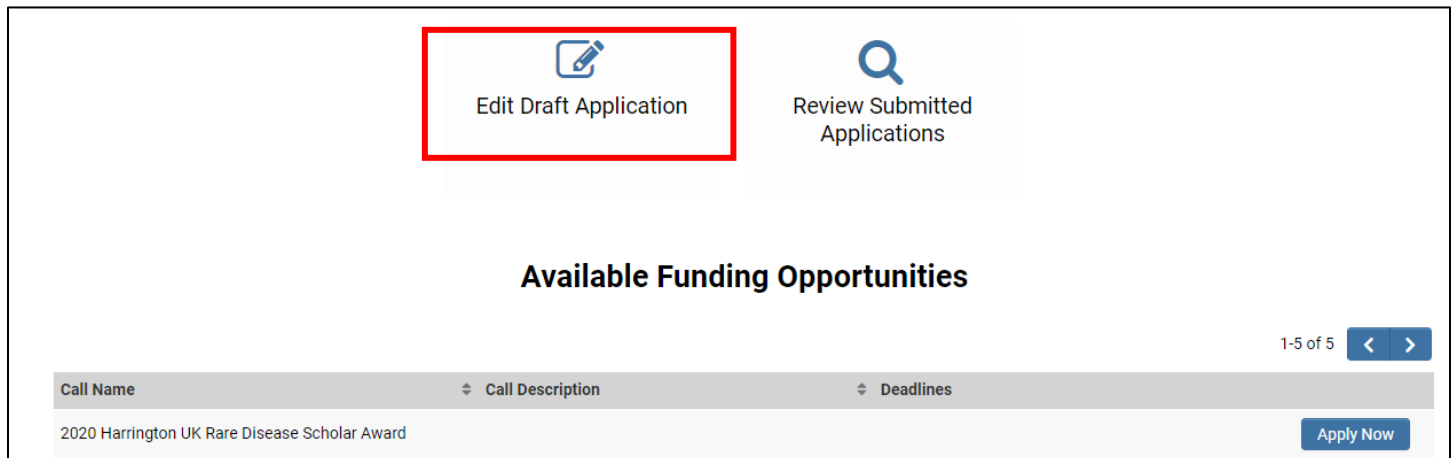 Edit Draft Application
Review Submitted
Applications
Available Funding Opportunities
1-5 of 5
Call Name Call Description Deadlines
2020 Harrington UK Rare Disease Scholar Award Apply Now